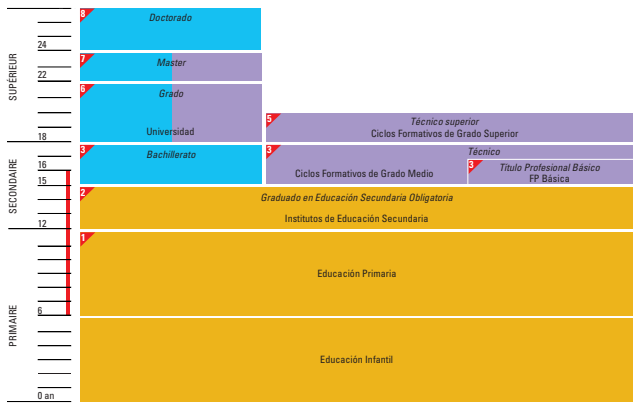 8
Doctorado
24
7
Master
22
6
Grado
SUPÉRIEUR
5
Técnico superior
Universidad
Ciclos Formativos de Grado Superior
18
3
Bachillerato
3
Técnico
16
3
Título Profesional Básico
Ciclos Formativos de Grado Medio
FP Básica
15
SECONDAIRE
2
Graduado en Educación Secundaria Obligatoria
Institutos de Educación Secundaria
12
1
Educación Primaria
6
PRIMAIRE
Educación Infantil
0 an